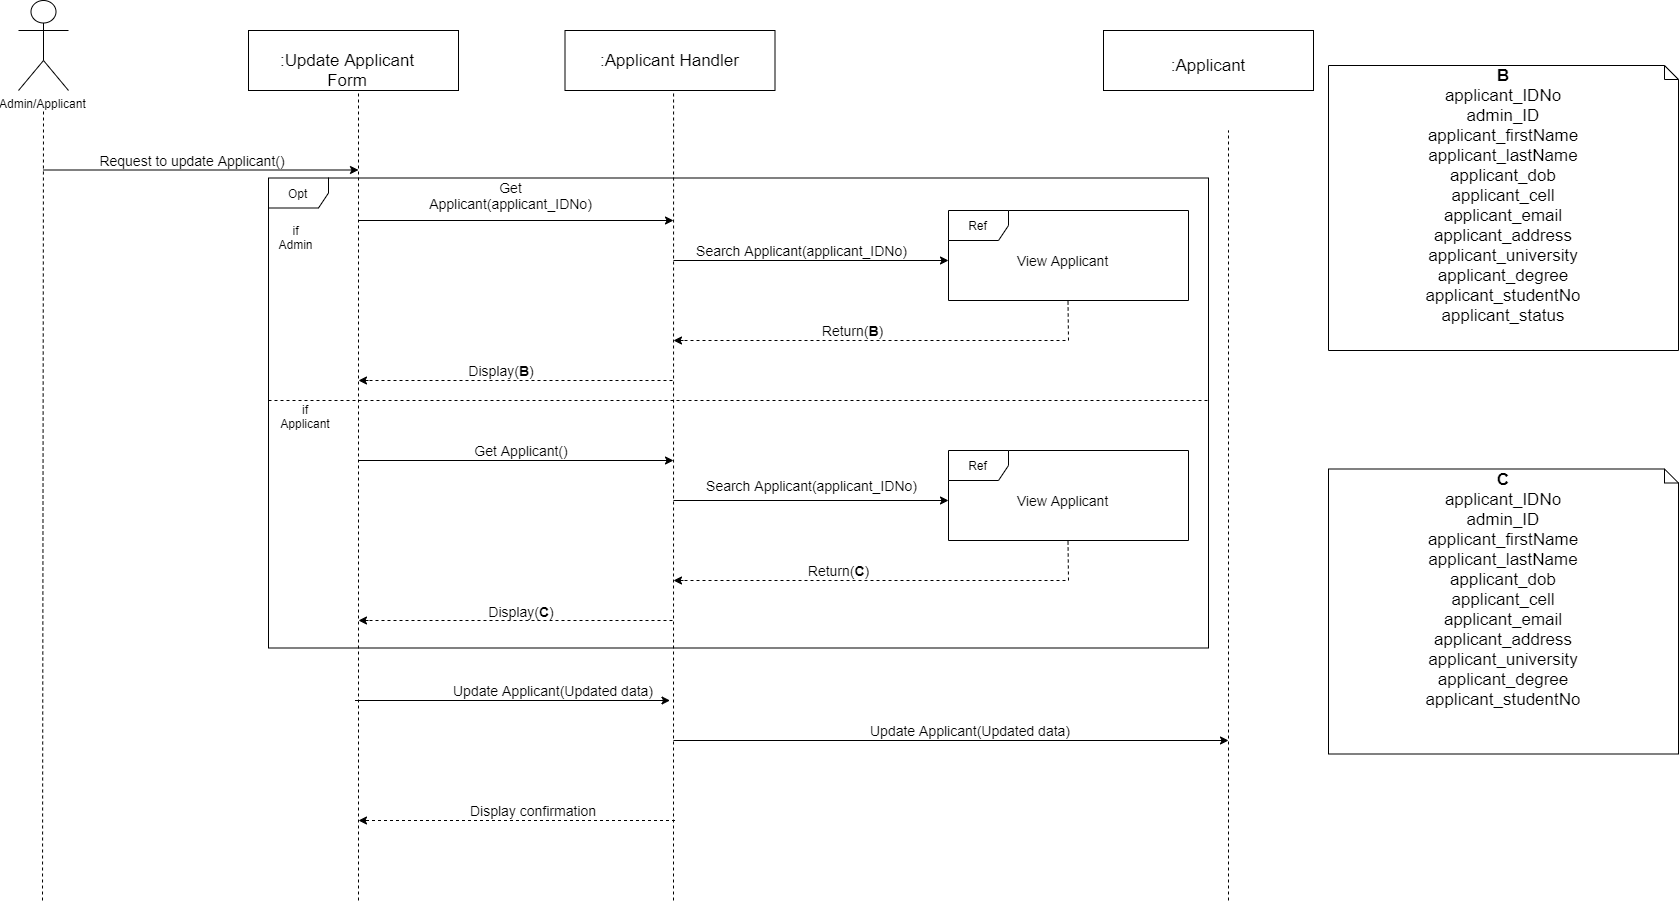 Admin/Applicant
:Update Applicant
Form
:Applicant Handler
:Applicant
Request to update Applicant()
Opt
if
Admin
Get
Applicant(applicant_IDNo)
Search Applicant(applicant_IDNo)
Ref
View Applicant
Return(B)
Display(B)
if
Applicant
Get Applicant()
Search Applicant(applicant_IDNo)
Ref
View Applicant
Return(C)
Display(C)
Update Applicant(Updated data)
Update Applicant(Updated data)
Display confirmation
B
applicant_IDNo
admin_ID
applicant_firstName
applicant_lastName
applicant_dob
applicant_cell
applicant_email
applicant_address
applicant_university
applicant_degree
applicant_studentNo
applicant_status
C
applicant_IDNo
admin_ID
applicant_firstName
applicant_lastName
applicant_dob
applicant_cell
applicant_email
applicant_address
applicant_university
applicant_degree
applicant_studentNo